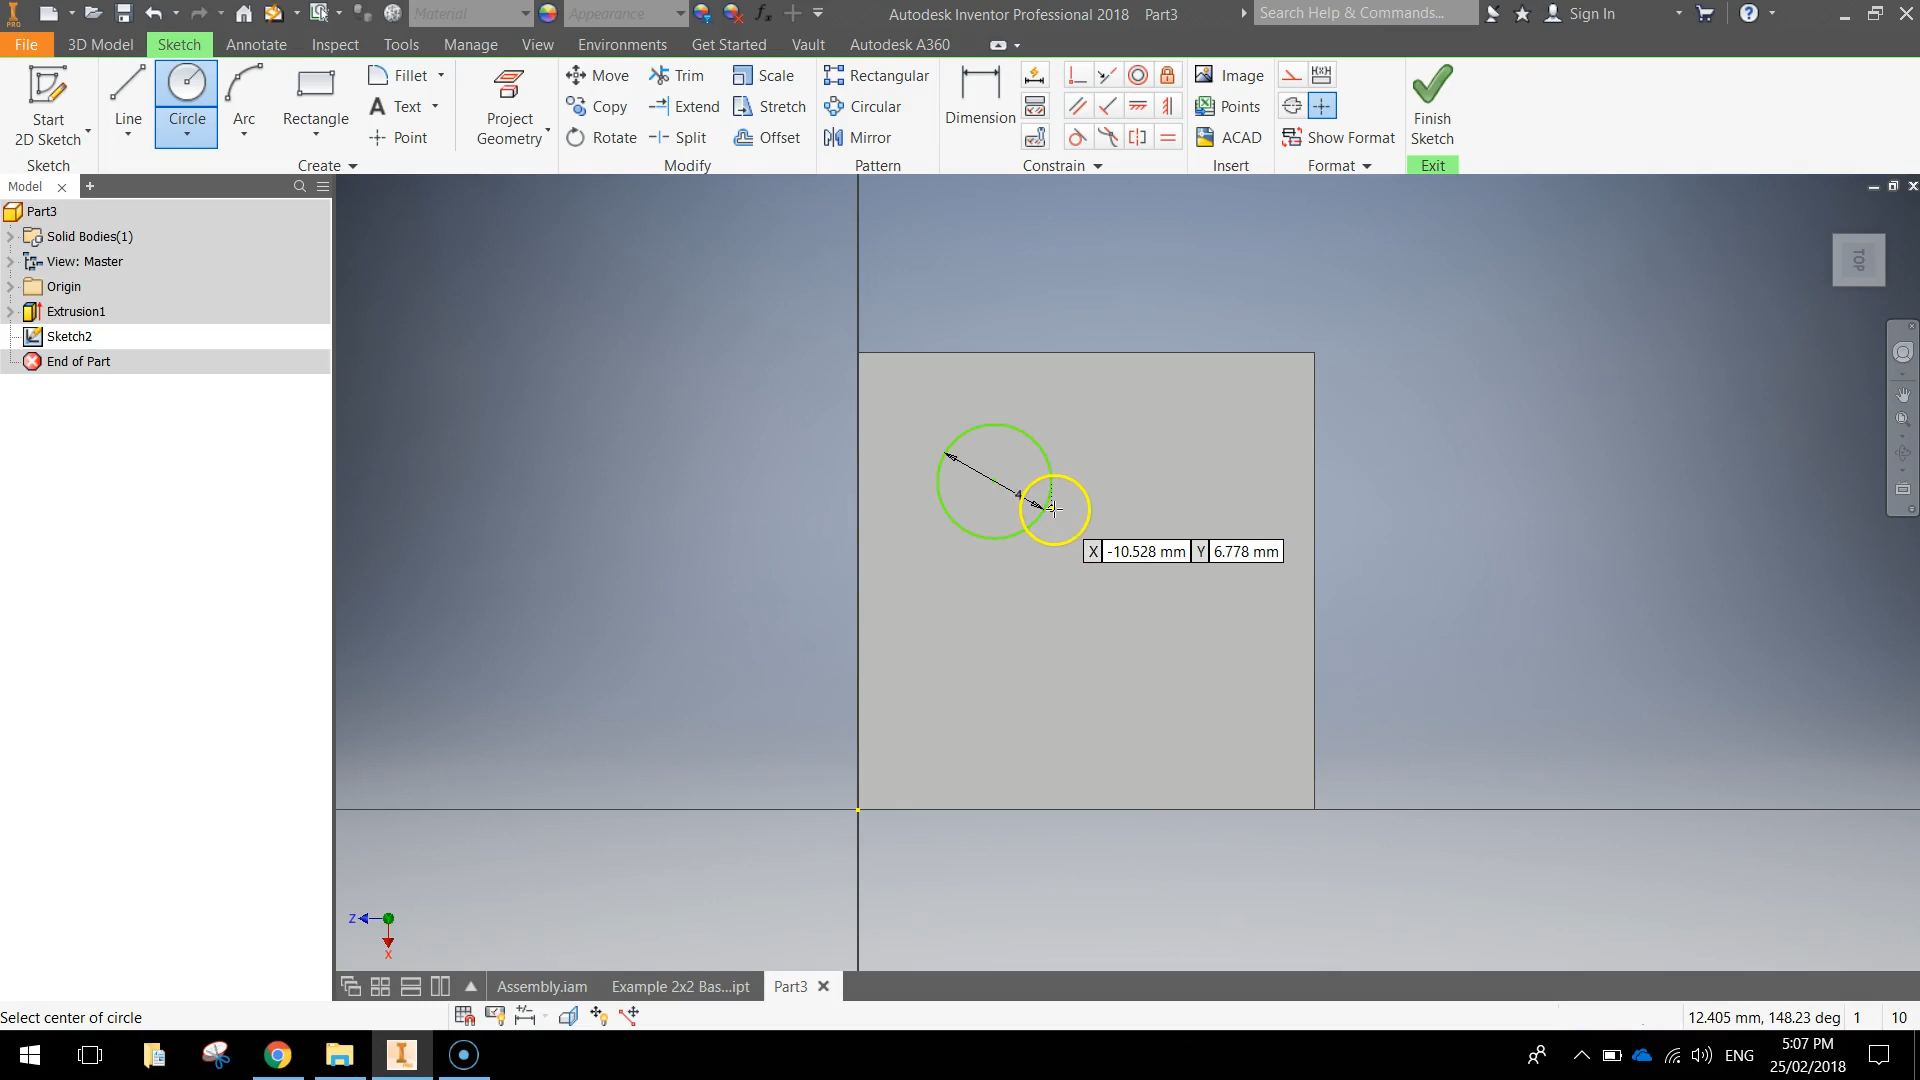 PRO
Material
Appearance
Autodesk Inventor Professional 2018 Part3
Search Help & Commands...
Sign In
File 3D Model Sketch Annotate Inspect Tools Manage View Environments Get Started Vault Autodesk A360
Start
2D Sketch
Sketch
Line
Circle
Arc
Rectangle
Fillet
Text
Point
Create
Project
Geometry
Move
Trim
Scale
Copy
Extend
Stretch
Rotate
Split
Offset
Modify
Rectangular
Circular
Mirror
Pattern
Dimension
Constrain
Image
Points
ACAD
Insert
Show Format
Format
Finish
Sketch
Exit
Model
Part3
Solid Bodies(1)
View: Master
Origin
Extrusion1
Sketch2
End of Part
TOP
4
X -10.528 mm Y 6.778 mm
Z
X
Assembly.iam Example 2x2 Bas...ipt Part3
Select center of circle
12.405 mm, 148.23 deg 1 10
ENG
5:07 PM
25/02/2018